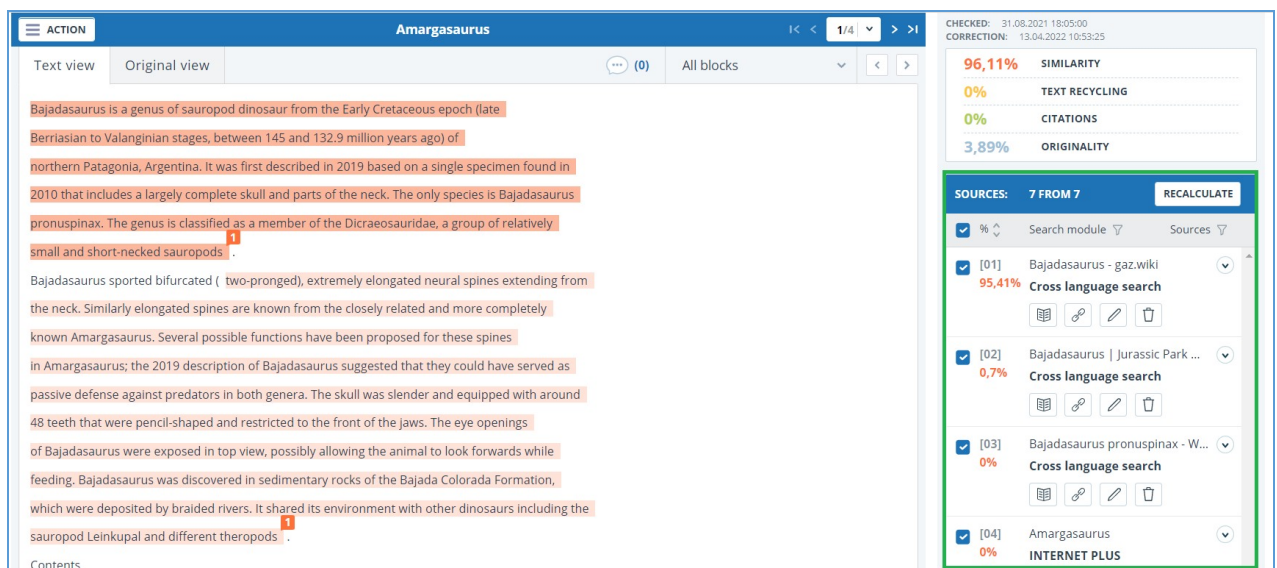 ACTION
Amargasaurus
1/4
Text view
Original view
(0)
All blocks
Bajadasaurus is a genus of sauropod dinosaur from the Early Cretaceous epoch (late
Berriasian to Valanginian stages, between 145 and 132.9 million years ago) of
northern Patagonia, Argentina. It was first described in 2019 based on a single specimen found in
2010 that includes a largely complete skull and parts of the neck. The only species is Bajadasaurus
pronuspinax. The genus is classified as a member of the Dicraeosauridae, a group of relatively
1
small and short-necked sauropods .
Bajadasaurus sported bifurcated ( two-pronged), extremely elongated neural spines extending from
the neck. Similarly elongated spines are known from the closely related and more completely
known Amargasaurus. Several possible functions have been proposed for these spines
in Amargasaurus; the 2019 description of Bajadasaurus suggested that they could have served as
passive defense against predators in both genera. The skull was slender and equipped with around
48 teeth that were pencil-shaped and restricted to the front of the jaws. The eye openings
of Bajadasaurus were exposed in top view, possibly allowing the animal to look forwards while
feeding. Bajadasaurus was discovered in sedimentary rocks of the Bajada Colorada Formation,
which were deposited by braided rivers. It shared its environment with other dinosaurs including the
1
sauropod Leinkupal and different theropods .
Contents
CHECKED: 31.08.2021 18:05:00
CORRECTION: 13.04.2022 10:53:25
96,11% SIMILARITY
0% TEXT RECYCLING
0% CITATIONS
3,89% ORIGINALITY
SOURCES: 7 FROM 7 RECALCULATE
% Search module Sources
[01] Bajadasaurus - gaz.wiki
95,41% Cross language search
[02] Bajadasaurus | Jurassic Park ...
0,7% Cross language search
[03] Bajadasaurus pronuspinax - W...
0% Cross language search
[04] Amargasaurus
0% INTERNET PLUS